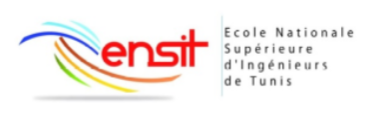 ensit
Ecole Nationale
Supérieure
d'Ingénieurs
de Tunis